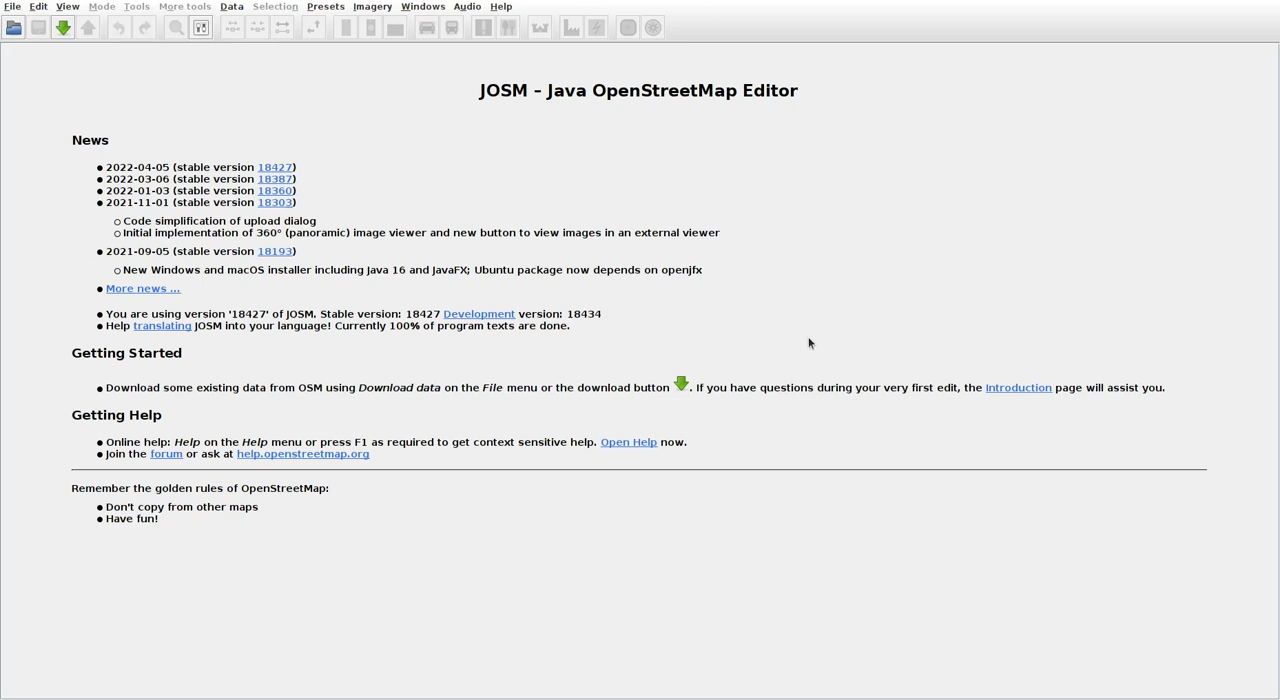 File Edit View Mode Tools More tools Data Selection Presets Imagery Windows Audio Help
JOSM – Java OpenStreetMap Editor
News
● 2022-04-05 (stable version 18427)
● 2022-03-06 (stable version 18387)
● 2022-01-03 (stable version 18360)
● 2021-11-01 (stable version 18303)
○ Code simplification of upload dialog
○ Initial implementation of 360° (panoramic) image viewer and new button to view images in an external viewer
● 2021-09-05 (stable version 18193)
○ New Windows and macOS installer including Java 16 and JavaFX; Ubuntu package now depends on openjfx
● More news ...
● You are using version '18427' of JOSM. Stable version: 18427 Development version: 18434
● Help translating JOSM into your language! Currently 100% of program texts are done.
Getting Started
● Download some existing data from OSM using Download data on the File menu or the download button . If you have questions during your very first edit, the Introduction page will assist you.
Getting Help
● Online help: Help on the Help menu or press F1 as required to get context sensitive help. Open Help now.
● Join the forum or ask at help.openstreetmap.org
Remember the golden rules of OpenStreetMap:
● Don't copy from other maps
● Have fun!